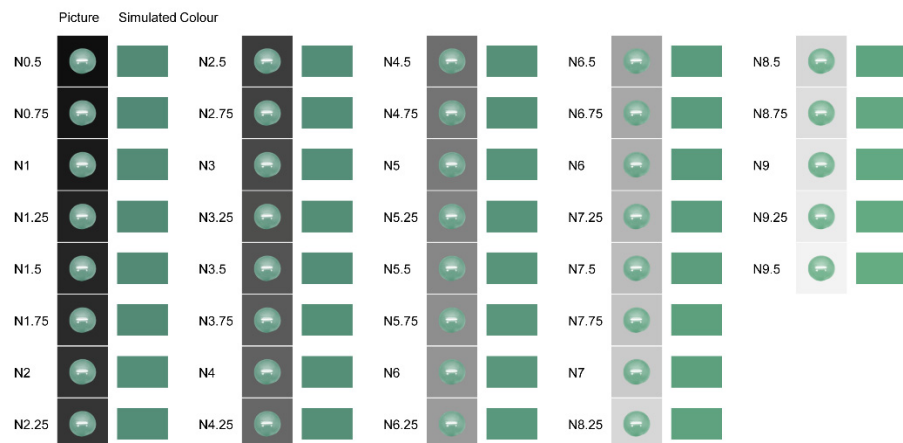 Picture Simulated Colour
N0.5 N2.5 N4.5 N6.5 N8.5
N0.75 N2.75 N4.75 N6.75 N8.75
N1 N3 N5 N6 N9
N1.25 N3.25 N5.25 N7.25 N9.25
N1.5 N3.5 N5.5 N7.5 N9.5
N1.75 N3.75 N5.75 N7.75
N2 N4 N6 N7
N2.25 N4.25 N6.25 N8.25